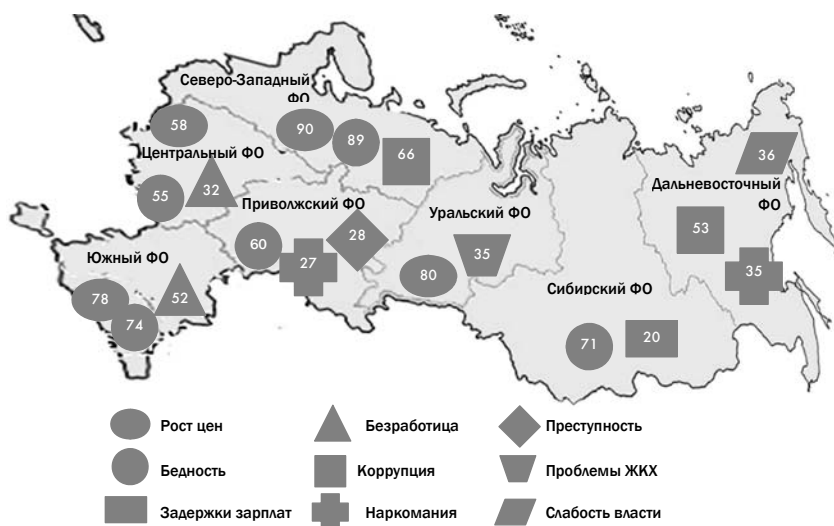 Северо-Западный
ФО
58
90
89
66
Центральный ФО
55
32
Приволжский ФО
60
27
28
Уральский ФО
80
35
Южный ФО
78
74
52
Сибирский ФО
71
20
36
Дальневосточный
ФО
53
35
Рост цен
Безработица
Преступность
Бедность
Коррупция
Проблемы ЖКХ
Задержки зарплат
Наркомания
Слабость власти